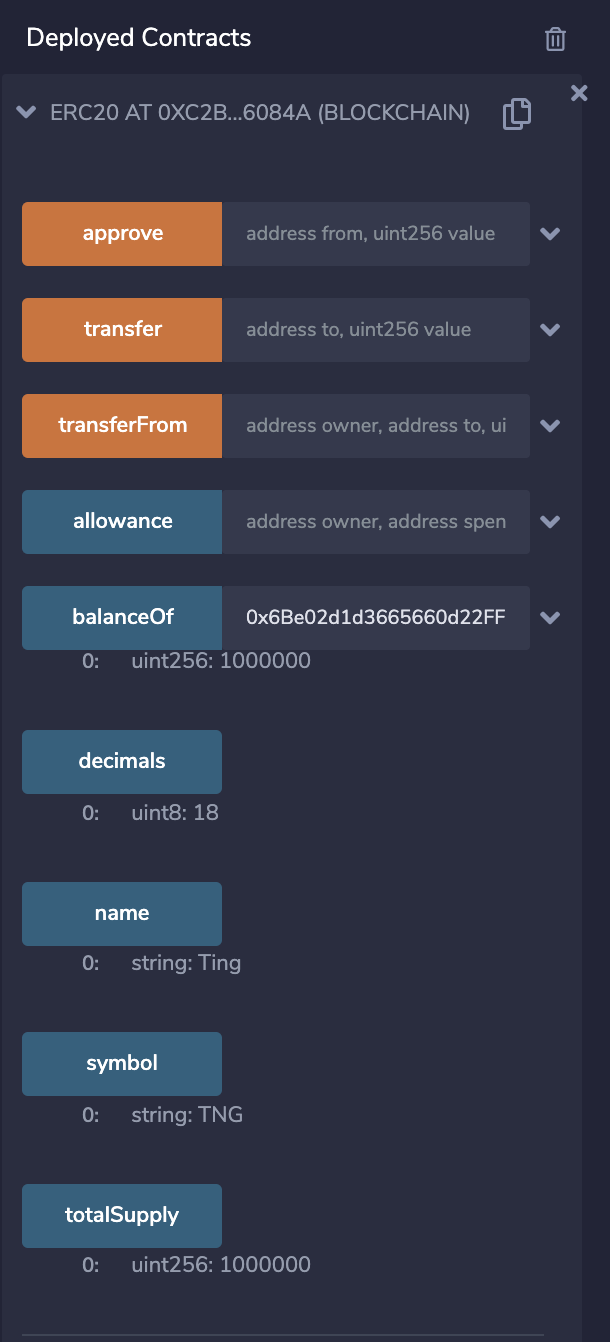 Deployed Contracts
ERC20 AT 0XC2B...6084A (BLOCKCHAIN)
approve address from, uint256 value
transfer address to, uint256 value
transferFrom address owner, address to, ui
allowance address owner, address spen
balanceOf 0x6Be02d1d3665660d22FF
0: uint256: 1000000
decimals
0: uint8: 18
name
0: string: Ting
symbol
0: string: TNG
totalSupply
0: uint256: 1000000